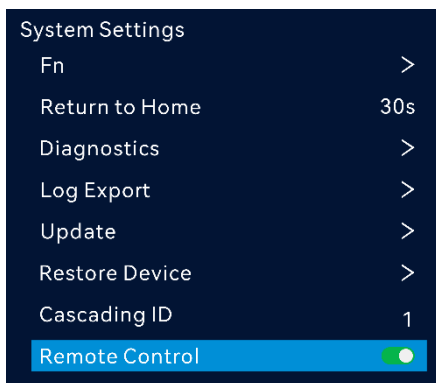 System Settings
Fn >
Return to Home 30s
Diagnostics >
Log Export >
Update >
Restore Device >
Cascading ID 1
Remote Control